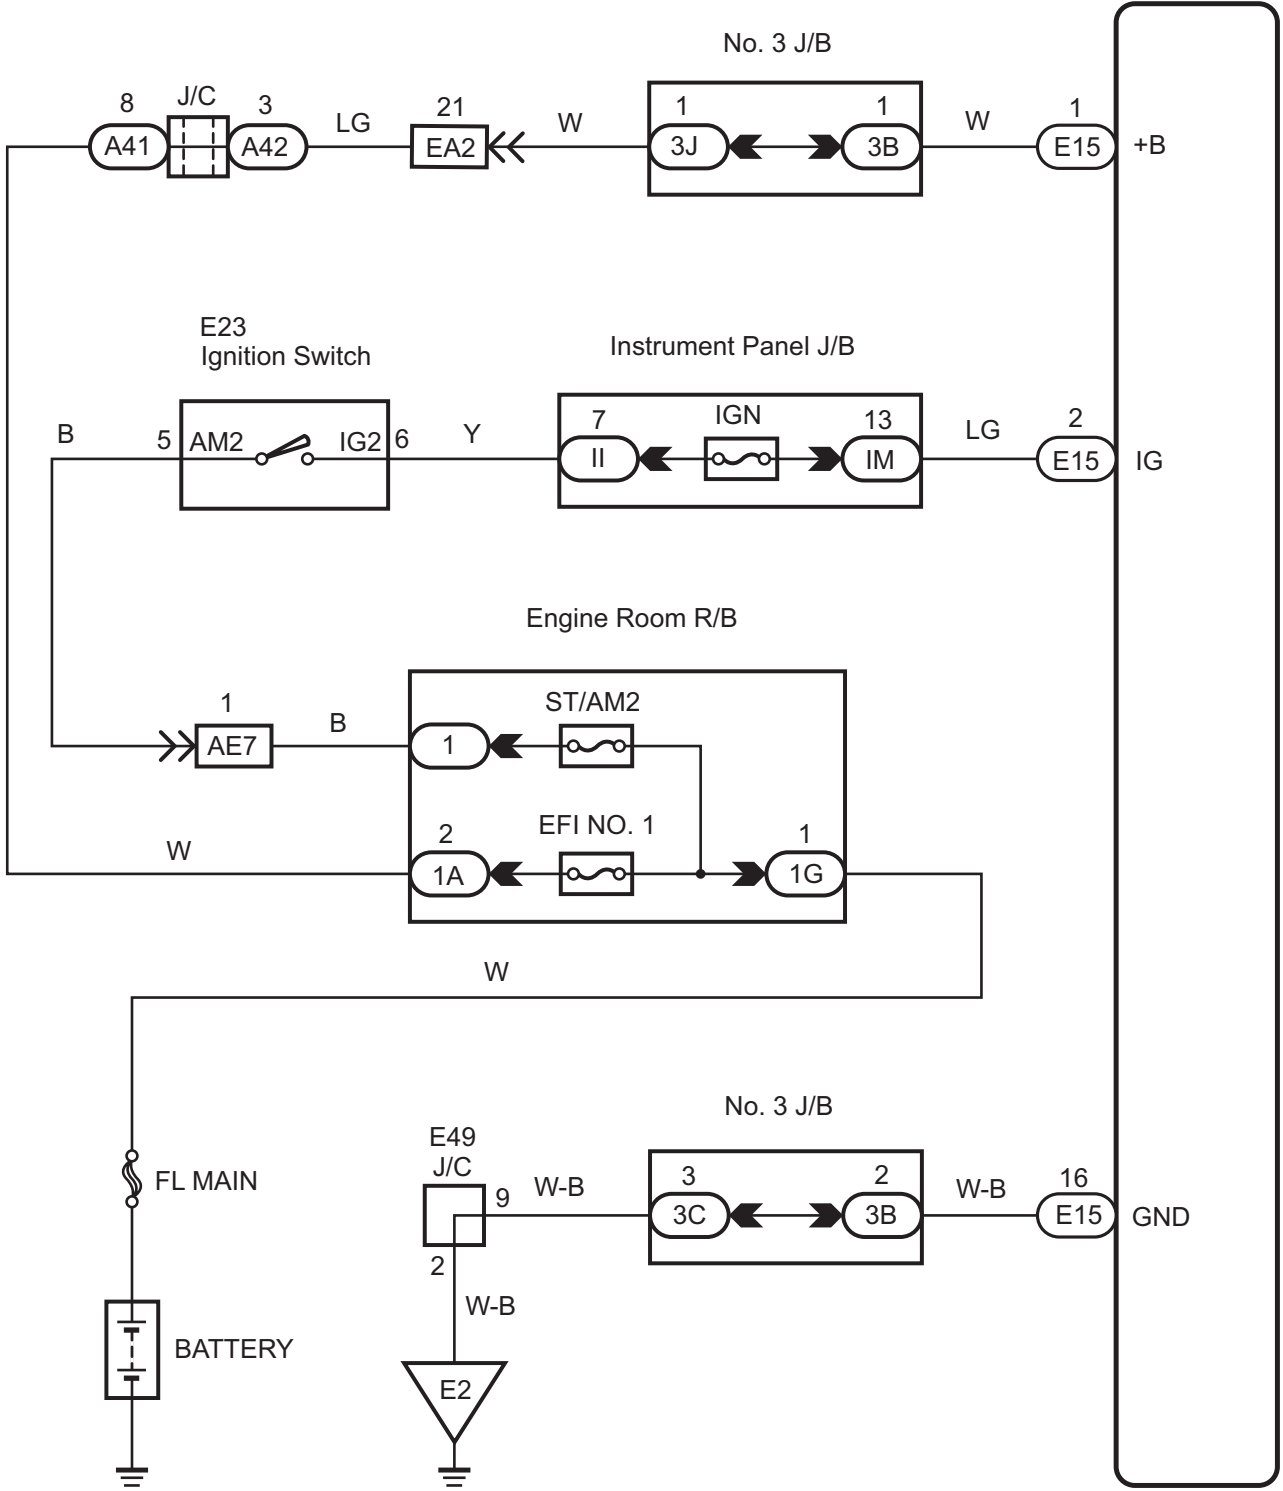 No. 3 J/B
8 J/C 3 21 1 1 1
A41 A42 LG EA2 W 3J 3B W E15 +B
E23
Ignition Switch
Instrument Panel J/B
B 5 AM2 IG2 6 Y 7 IGN 13 LG 2
II IM E15 IG
Engine Room R/B
1 B ST/AM2
AE7 1
2 EFI NO. 1 1
W 1A 1G
W
No. 3 J/B
E49
J/C
FL MAIN
9 W-B 3 2 W-B 16
3C 3B E15 GND
2
W-B
BATTERY
E2